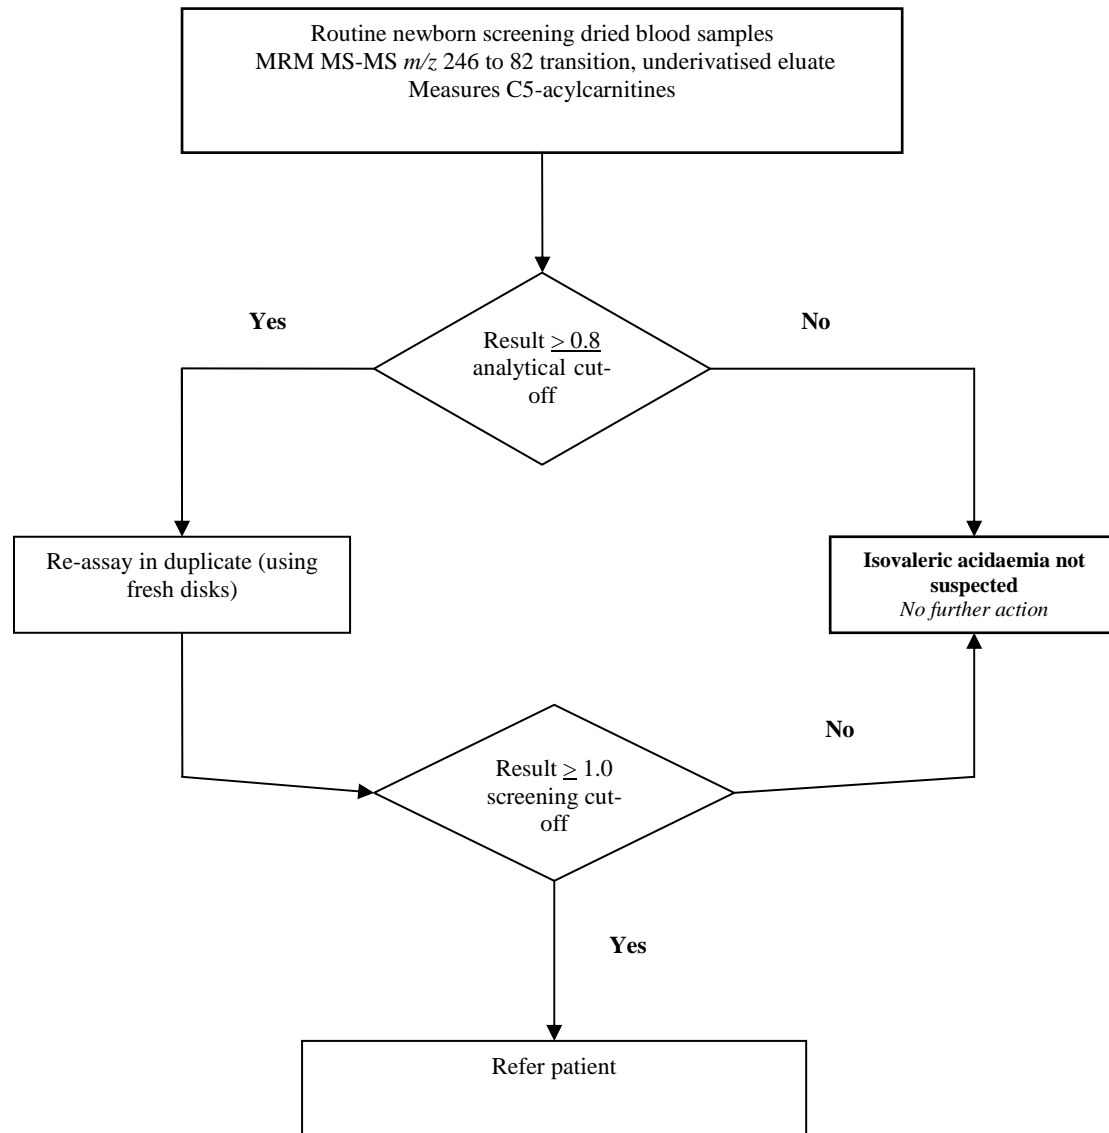 Routine newborn screening dried blood samples
MRM MS-MS m/z 246 to 82 transition, underivatised eluate
Measures C5-acylcarnitines
Yes
No
Result ≥ 0.8
analytical cut-
off
Re-assay in duplicate (using
fresh disks)
Isovaleric acidaemia not
suspected
No further action
No
Result ≥ 1.0
screening cut-
off
Yes
Refer patient